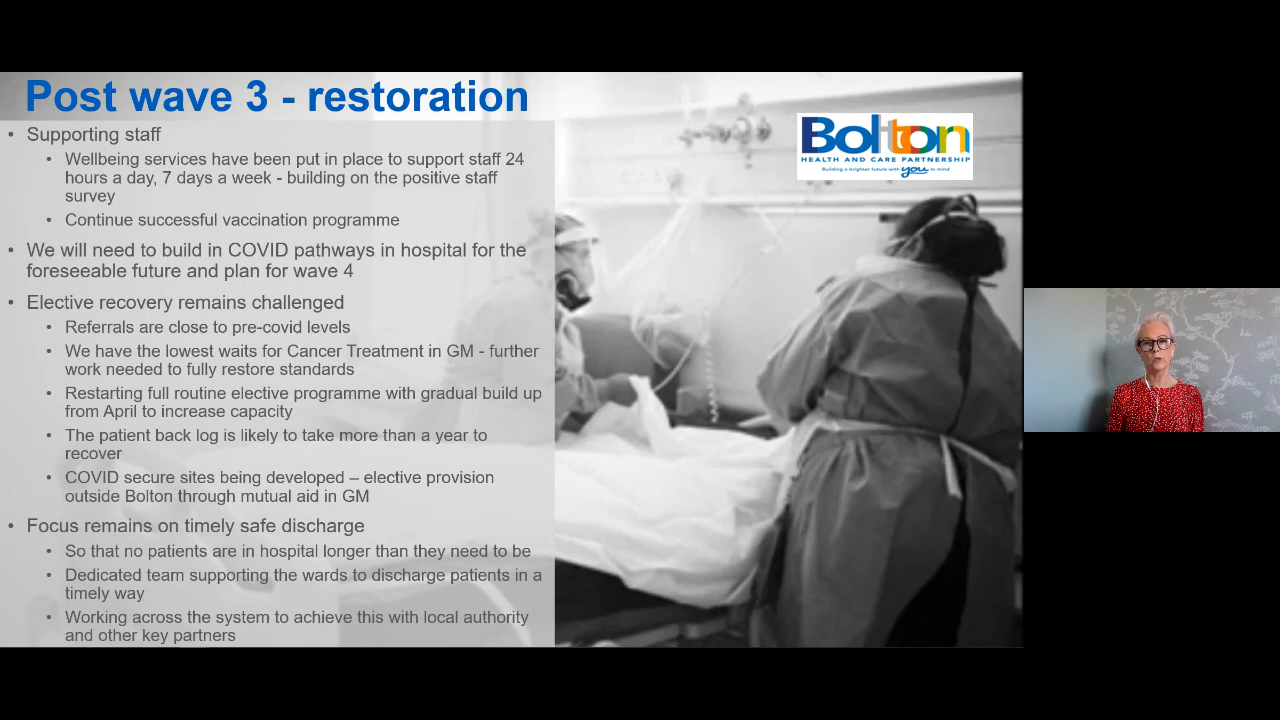 Post wave 3 - restoration
• Supporting staff
• Wellbeing services have been put in place to support staff 24
hours a day, 7 days a week - building on the positive staff
survey
• Continue successful vaccination programme
• We will need to build in COVID pathways in hospital for the
foreseeable future and plan for wave 4
• Elective recovery remains challenged
• Referrals are close to pre-covid levels
• We have the lowest waits for Cancer Treatment in GM - further
work needed to fully restore standards
• Restarting full routine elective programme with gradual build up
from April to increase capacity
• The patient back log is likely to take more than a year to
recover
• COVID secure sites being developed – elective provision
outside Bolton through mutual aid in GM
• Focus remains on timely safe discharge
• So that no patients are in hospital longer than they need to be
• Dedicated team supporting the wards to discharge patients in a
timely way
• Working across the system to achieve this with local authority
and other key partners
Bolton
HEALTH AND CARE PARTNERSHIP
Building a brighter future with you in mind